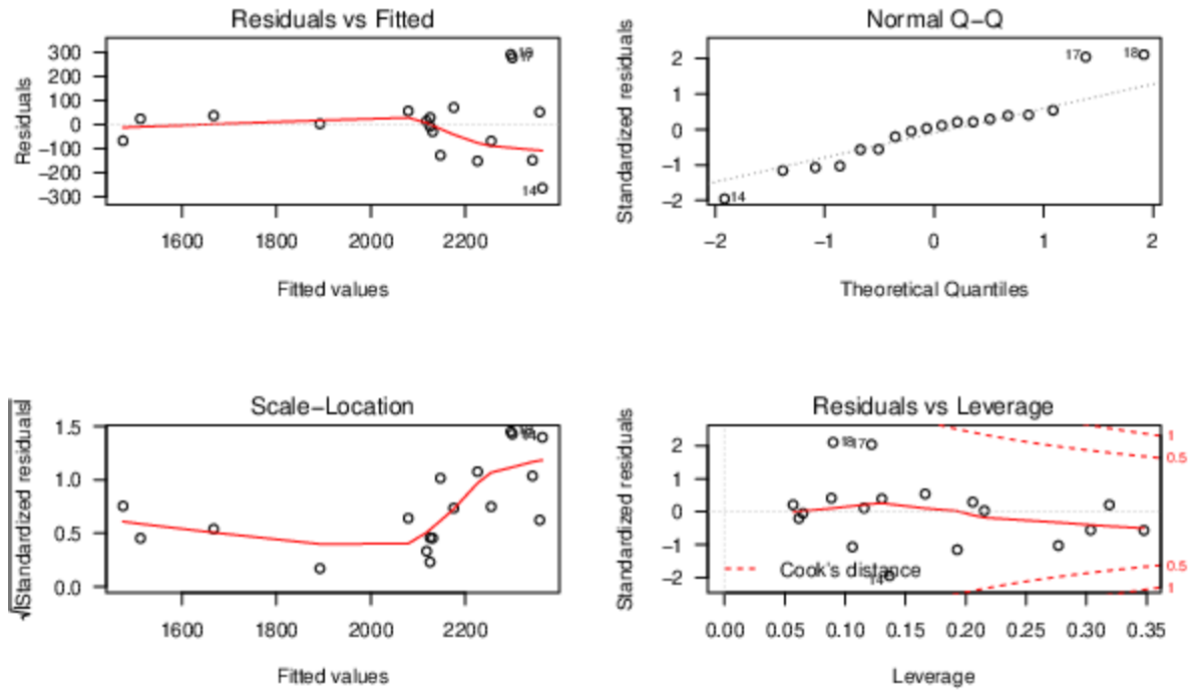 Residuals vs Fitted
Residuals
300
200
100
0
−100
−200
−300
18
17
14
1600 1800 2000 2200
Fitted values
Normal Q−Q
Standardized residuals
2
1
0
−1
−2
17
18
14
−2 −1 0 1 2
Theoretical Quantiles
Scale−Location
√|Standardized residuals|
1.5
1.0
0.5
0.0
1600 1800 2000 2200
Fitted values
Residuals vs Leverage
Standardized residuals
2
1
0
−1
−2
18
17
14
1
0.5
0.5
1
Cook's distance
0.00 0.05 0.10 0.15 0.20 0.25 0.30 0.35
Leverage